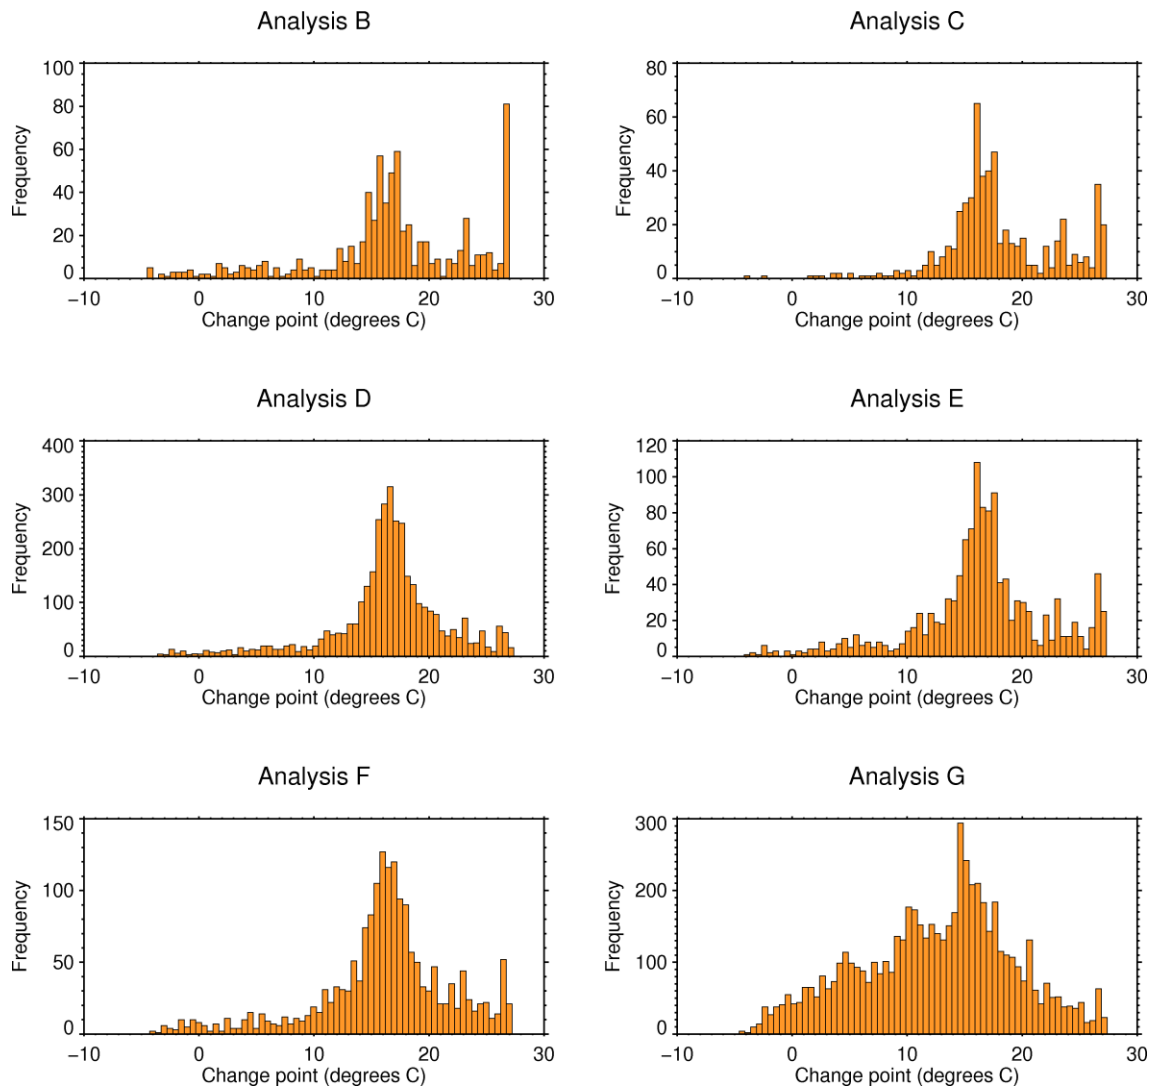 Analysis B
100
80
60
40
20
0
Frequency
−10 0 10 20 30
Change point (degrees C)
Analysis C
80
60
40
20
0
Frequency
−10 0 10 20 30
Change point (degrees C)
Analysis D
400
300
200
100
0
Frequency
−10 0 10 20 30
Change point (degrees C)
Analysis E
120
100
80
60
40
20
0
Frequency
−10 0 10 20 30
Change point (degrees C)
Analysis F
150
100
50
0
Frequency
−10 0 10 20 30
Change point (degrees C)
Analysis G
300
200
100
0
Frequency
−10 0 10 20 30
Change point (degrees C)